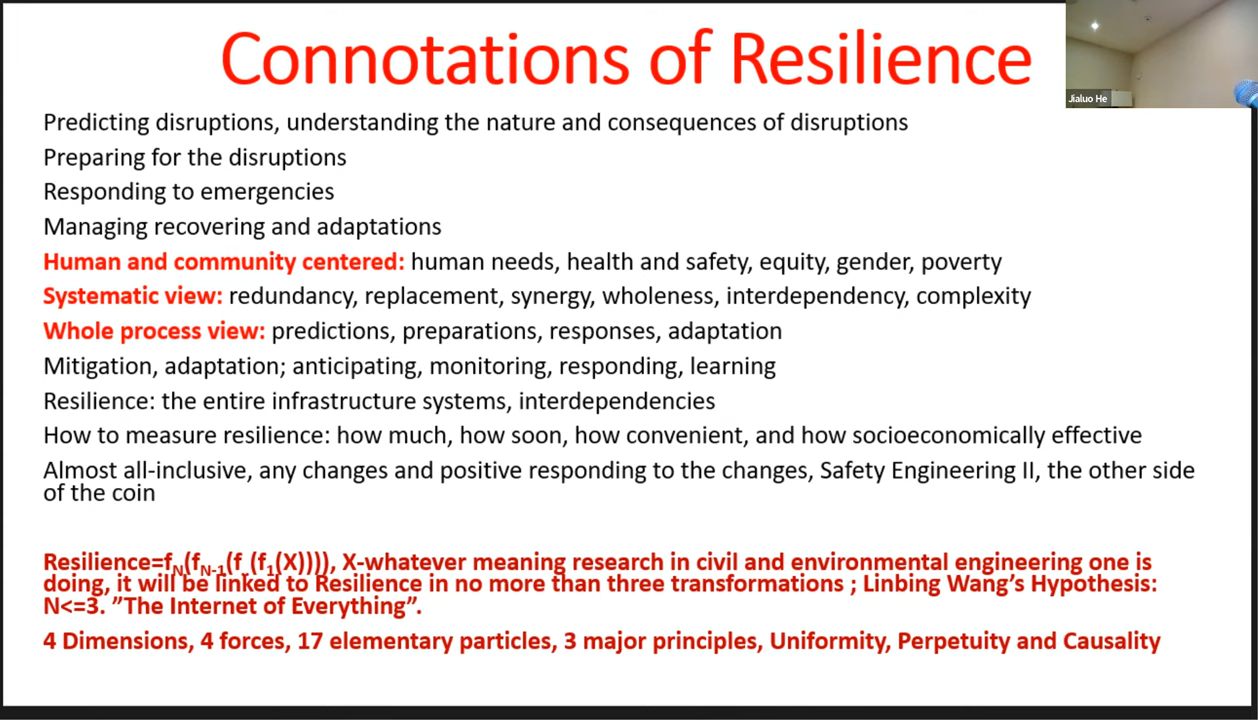 Connotations of Resilience
Jialuo He
Predicting disruptions, understanding the nature and consequences of disruptions
Preparing for the disruptions
Responding to emergencies
Managing recovering and adaptations
Human and community centered: human needs, health and safety, equity, gender, poverty
Systematic view: redundancy, replacement, synergy, wholeness, interdependency, complexity
Whole process view: predictions, preparations, responses, adaptation
Mitigation, adaptation; anticipating, monitoring, responding, learning
Resilience: the entire infrastructure systems, interdependencies
How to measure resilience: how much, how soon, how convenient, and how socioeconomically effective
Almost all-inclusive, any changes and positive responding to the changes, Safety Engineering II, the other side
of the coin
Resilience=fN(fN-1(f (f1(X)))), X-whatever meaning research in civil and environmental engineering one is
doing, it will be linked to Resilience in no more than three transformations ; Linbing Wang’s Hypothesis:
N<=3. ”The Internet of Everything”.
4 Dimensions, 4 forces, 17 elementary particles, 3 major principles, Uniformity, Perpetuity and Causality